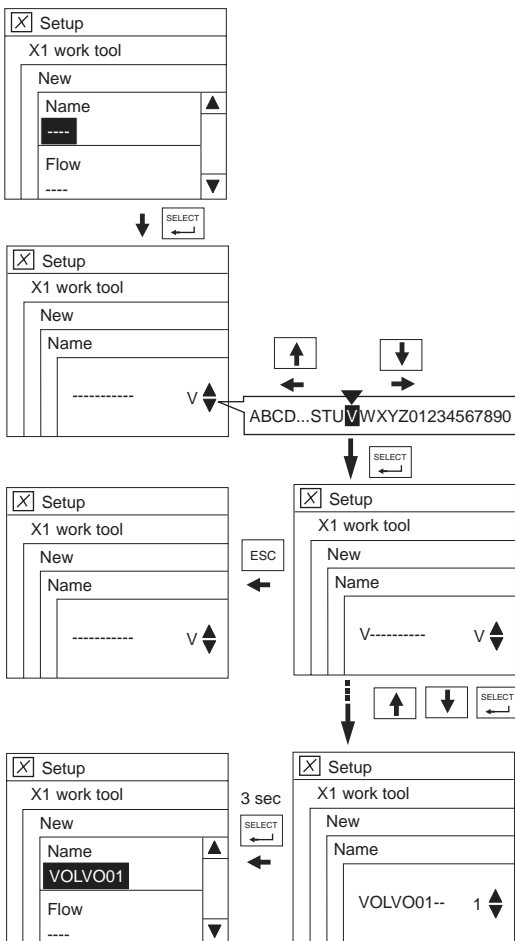 X Setup
X1 work tool
New
Name
----
Flow
----
SELECT
X Setup
X1 work tool
New
Name
----------- V
ABCD...STUVWXYZ01234567890
SELECT
X Setup
X1 work tool
New
Name
----------- V
ESC
X Setup
X1 work tool
New
Name
V---------- V
SELECT
X Setup
X1 work tool
New
Name
VOLVO01
Flow
----
3 sec
SELECT
X Setup
X1 work tool
New
Name
VOLVO01-- 1